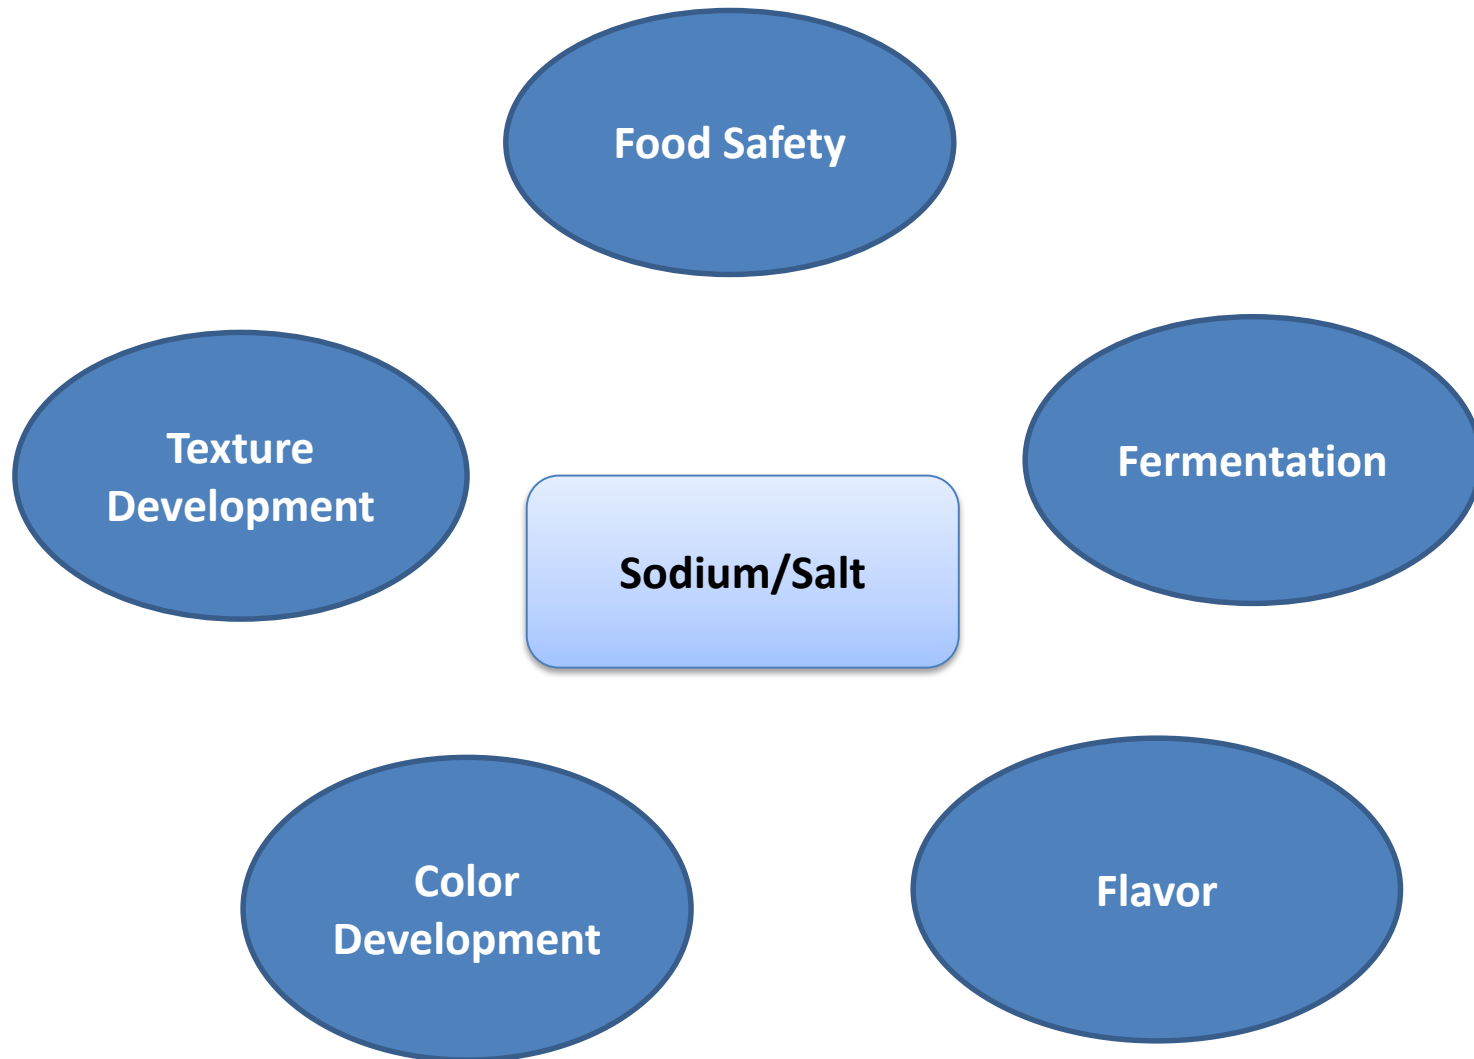 Food Safety
Texture
Development
Fermentation
Sodium/Salt
Color
Development
Flavor